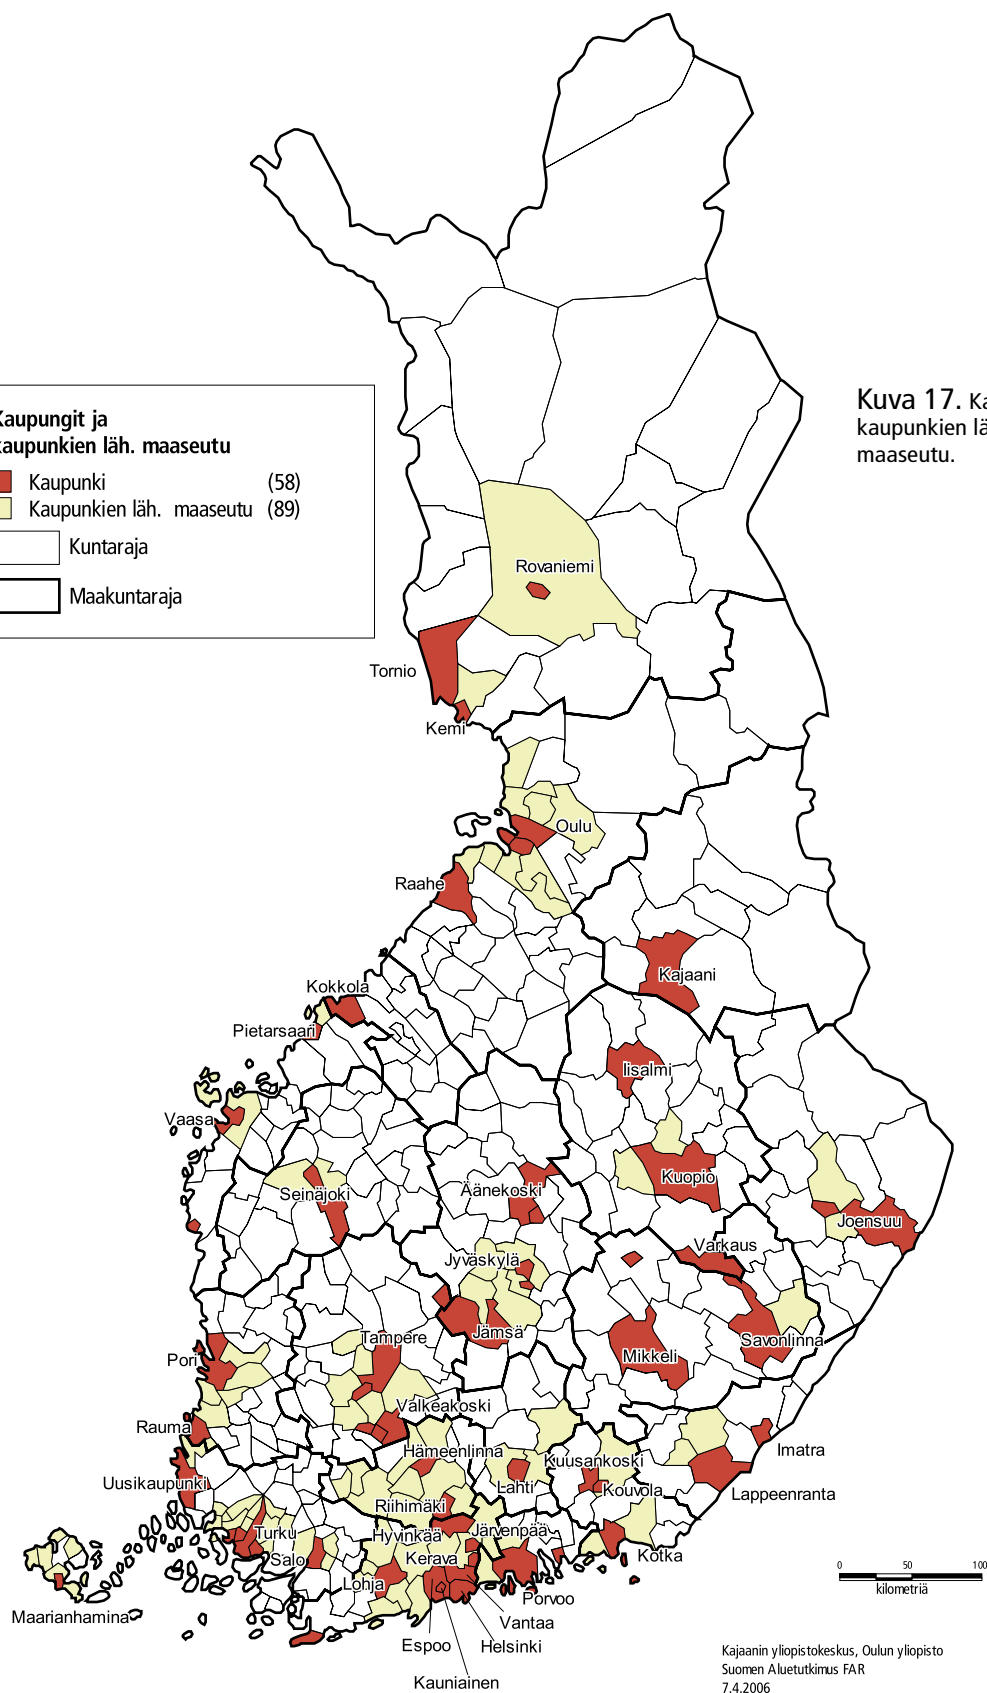 Kaupungit ja
kaupunkien läh. maaseutu
Kaupunki (58)
Kaupunkien läh. maaseutu (89)
Kuntaraja
Maakuntaraja
Kuva 17. Ka
kaupunkien lä
maaseutu.
Rovaniemi
Tornio
Kemi
Oulu
Raahe
Kajaani
Kokkola
Pietarsaari
Iisalmi
Vaasa
Kuopio
Seinäjoki
Äänekoski
Joensuu
Varkaus
Jyväskylä
Jämsä
Tampere
Savonlinna
Mikkeli
Pori
Valkeakoski
Rauma
Hämeenlinna
Imatra
Kuusankoski
Uusikaupunki
Lahti
Kouvola
Lappeenranta
Riihimäki
Turku
Hyvinkää
Järvenpää
Salo
Kerava
Kotka
Lohja
Porvoo
Maarianhamina
Vantaa
Espoo
Helsinki
Kauniainen
0 50 100
kilometriä
Kajaanin yliopistokeskus, Oulun yliopisto
Suomen Aluetutkimus FAR
7.4.2006